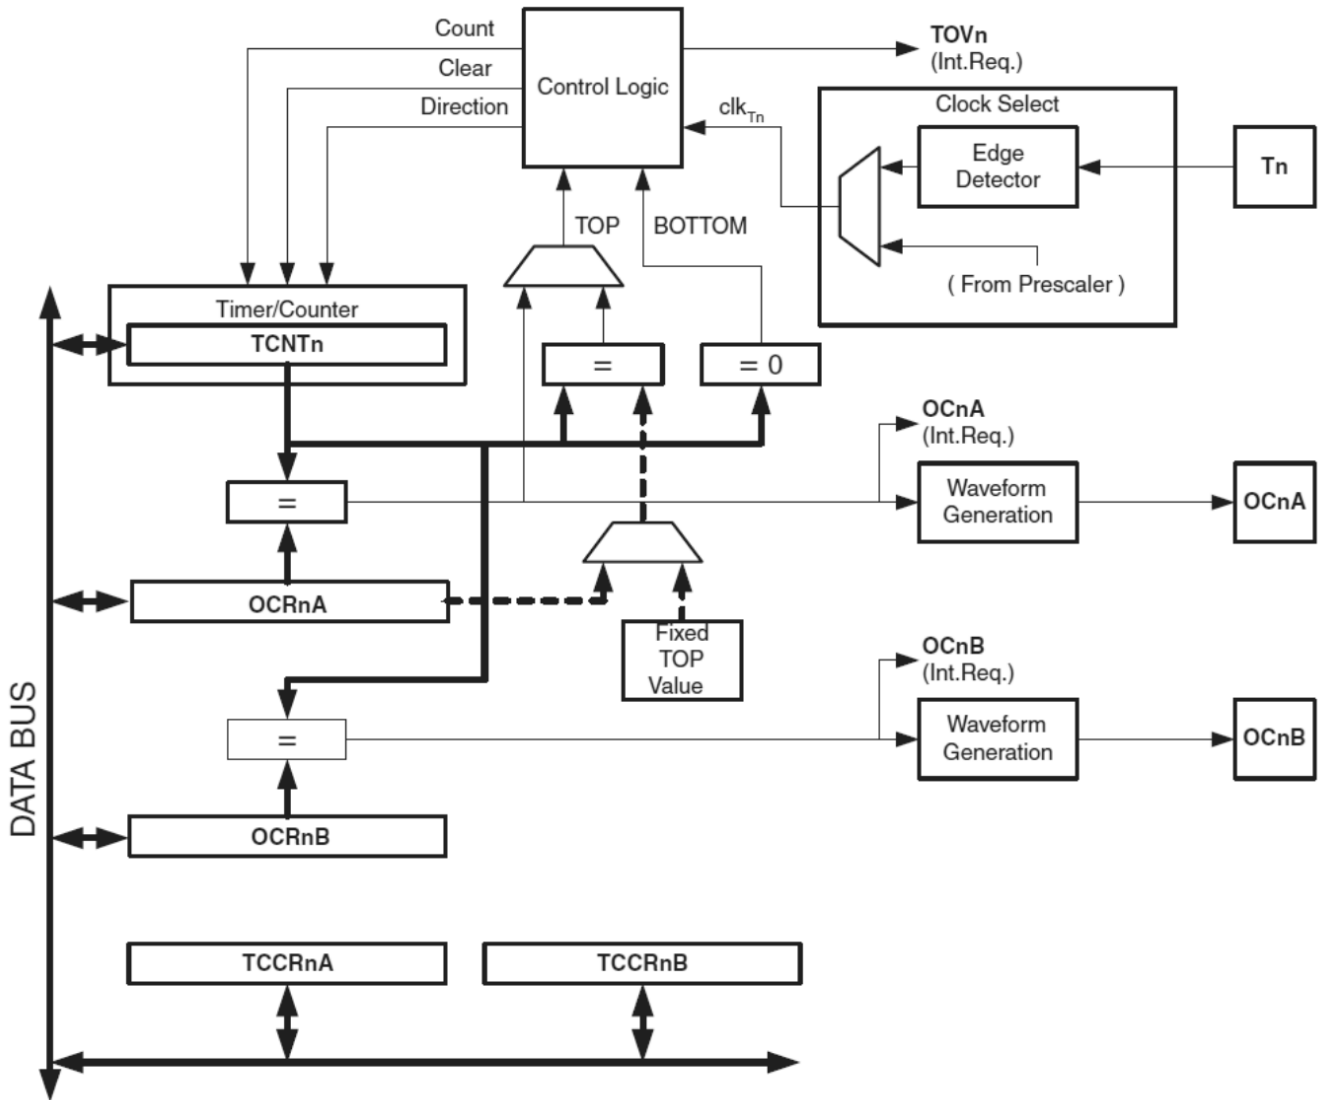 Count
Clear
Direction
Control Logic
TOVn
(Int.Req.)
clkTn
Clock Select
Edge
Detector
Tn
( From Prescaler )
TOP
BOTTOM
Timer/Counter
TCNTn
=
= 0
OCnA
(Int.Req.)
=
Waveform
Generation
OCnA
OCRnA
Fixed
TOP
Value
OCnB
(Int.Req.)
=
Waveform
Generation
OCnB
OCRnB
DATA BUS
TCCRnA
TCCRnB